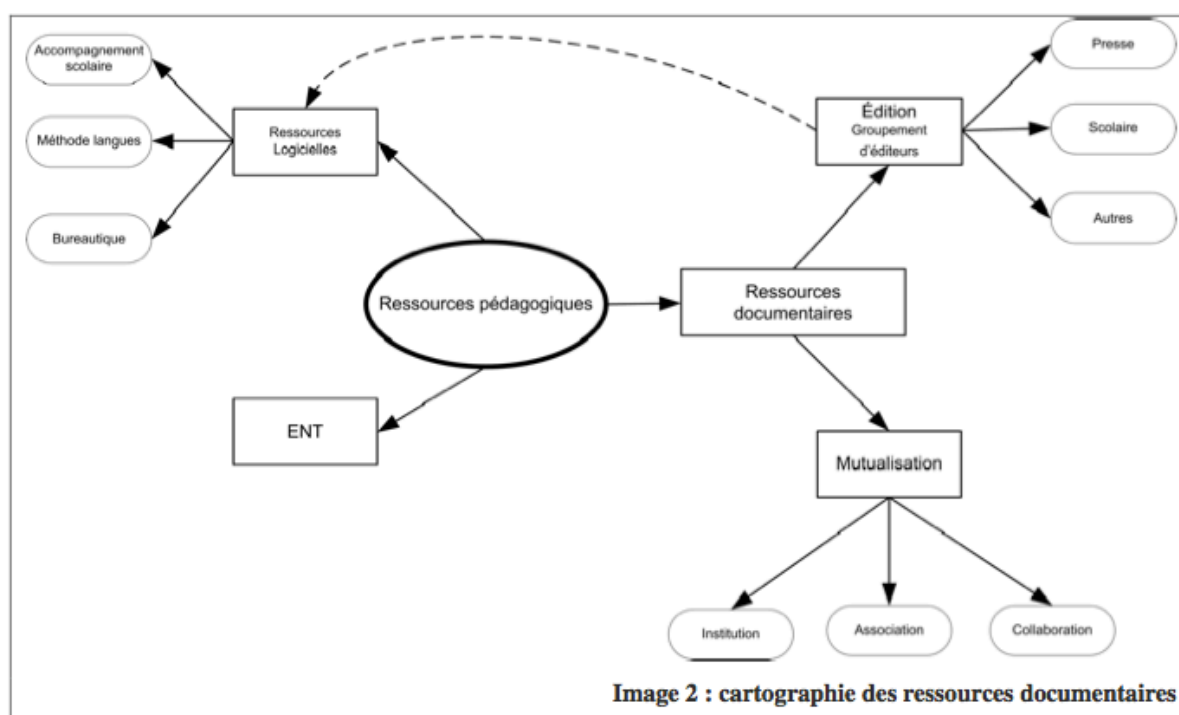 Accompagnement
scolaire
Méthode langues
Bureautique
Ressources
Logicielles
Édition
Groupement
d'éditeurs
Presse
Scolaire
Autres
Ressources pédagogiques
Ressources
documentaires
ENT
Mutualisation
Institution
Association
Collaboration
Image 2 : cartographie des ressources documentaires